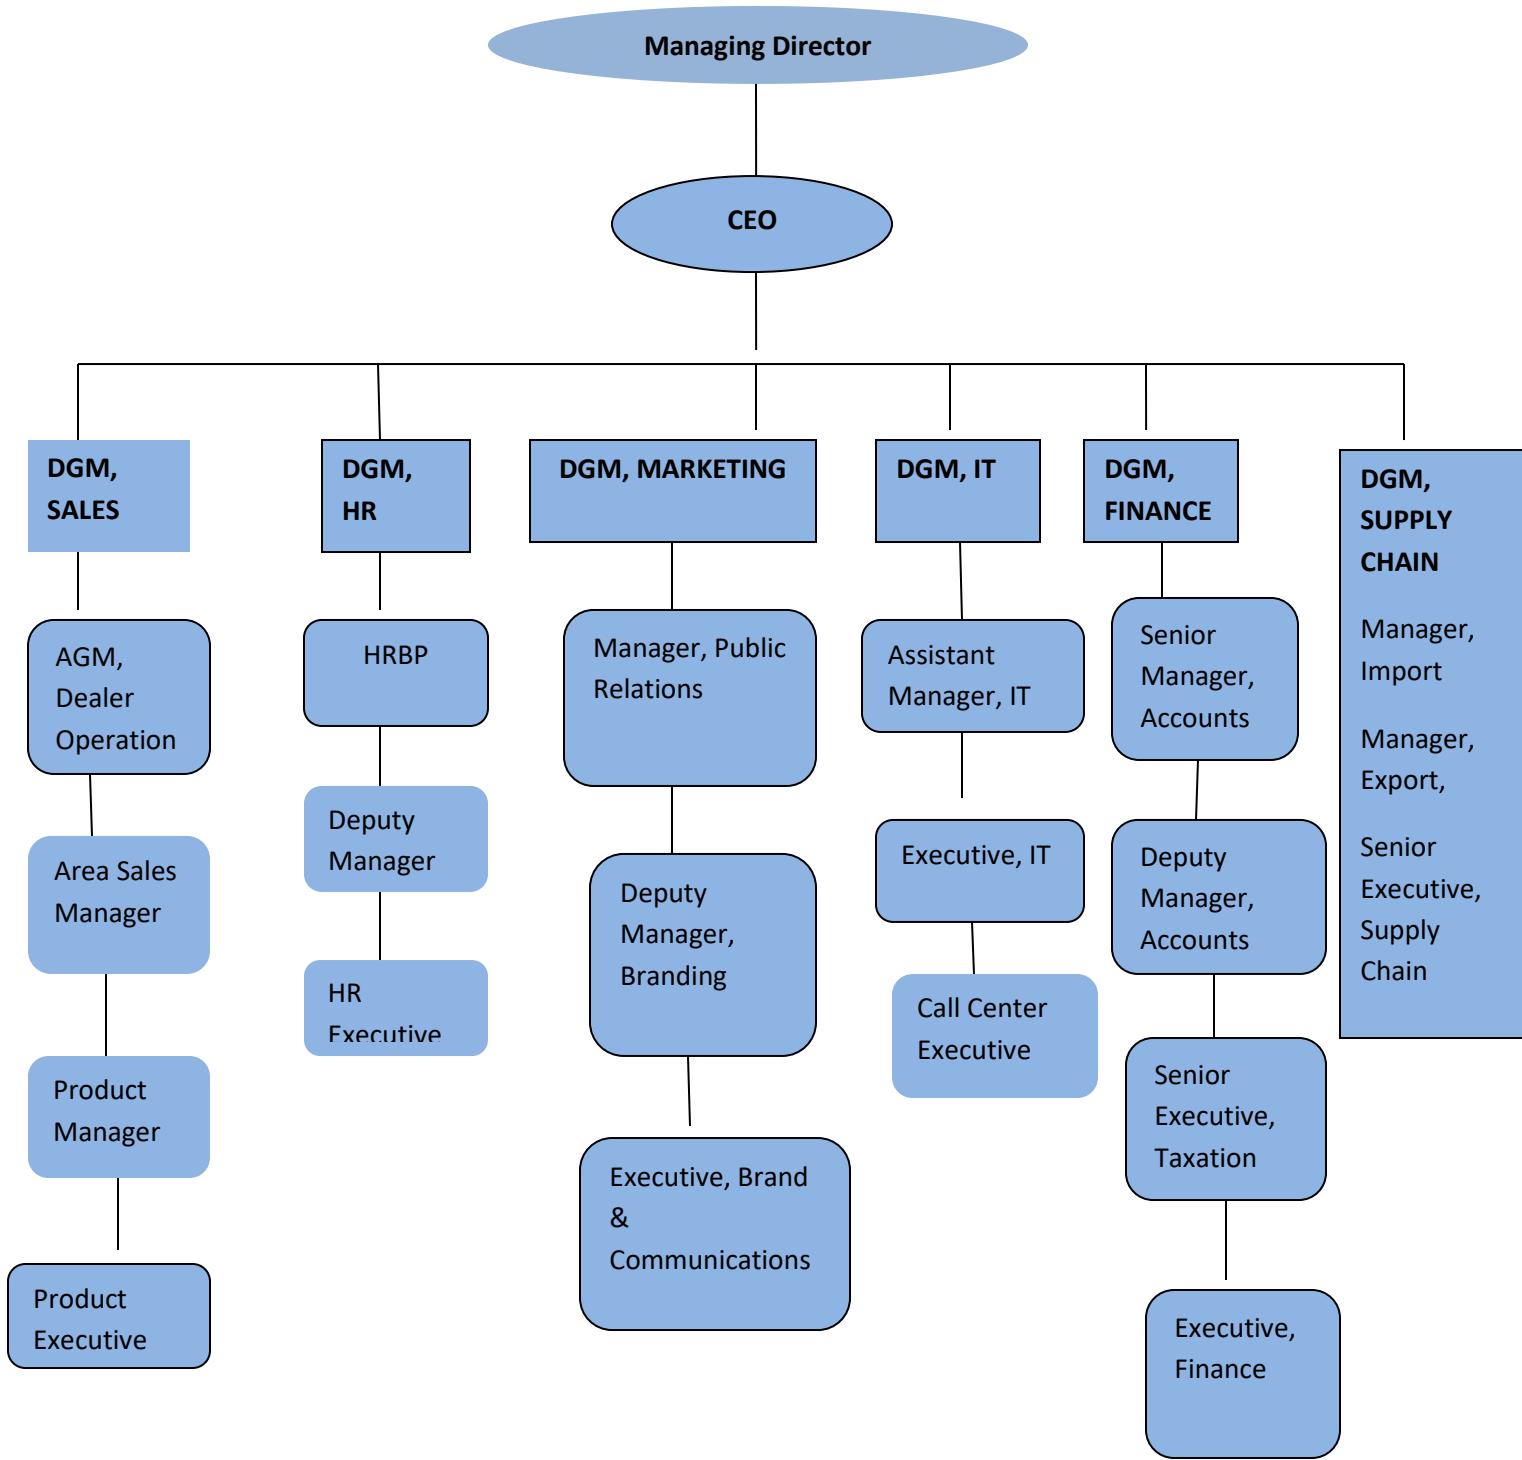 Managing Director
CEO
DGM,
SALES
DGM,
HR
DGM, MARKETING
DGM, IT
DGM,
FINANCE
DGM,
SUPPLY
CHAIN
Manager,
Import
Manager,
Export,
Senior
Executive,
Supply
Chain
AGM,
Dealer
Operation
Area Sales
Manager
Product
Manager
Product
Executive
HRBP
Deputy
Manager
HR
Executive
Manager, Public
Relations
Deputy
Manager,
Branding
Executive, Brand
&
Communications
Assistant
Manager, IT
Executive, IT
Call Center
Executive
Senior
Manager,
Accounts
Deputy
Manager,
Accounts
Senior
Executive,
Taxation
Executive,
Finance